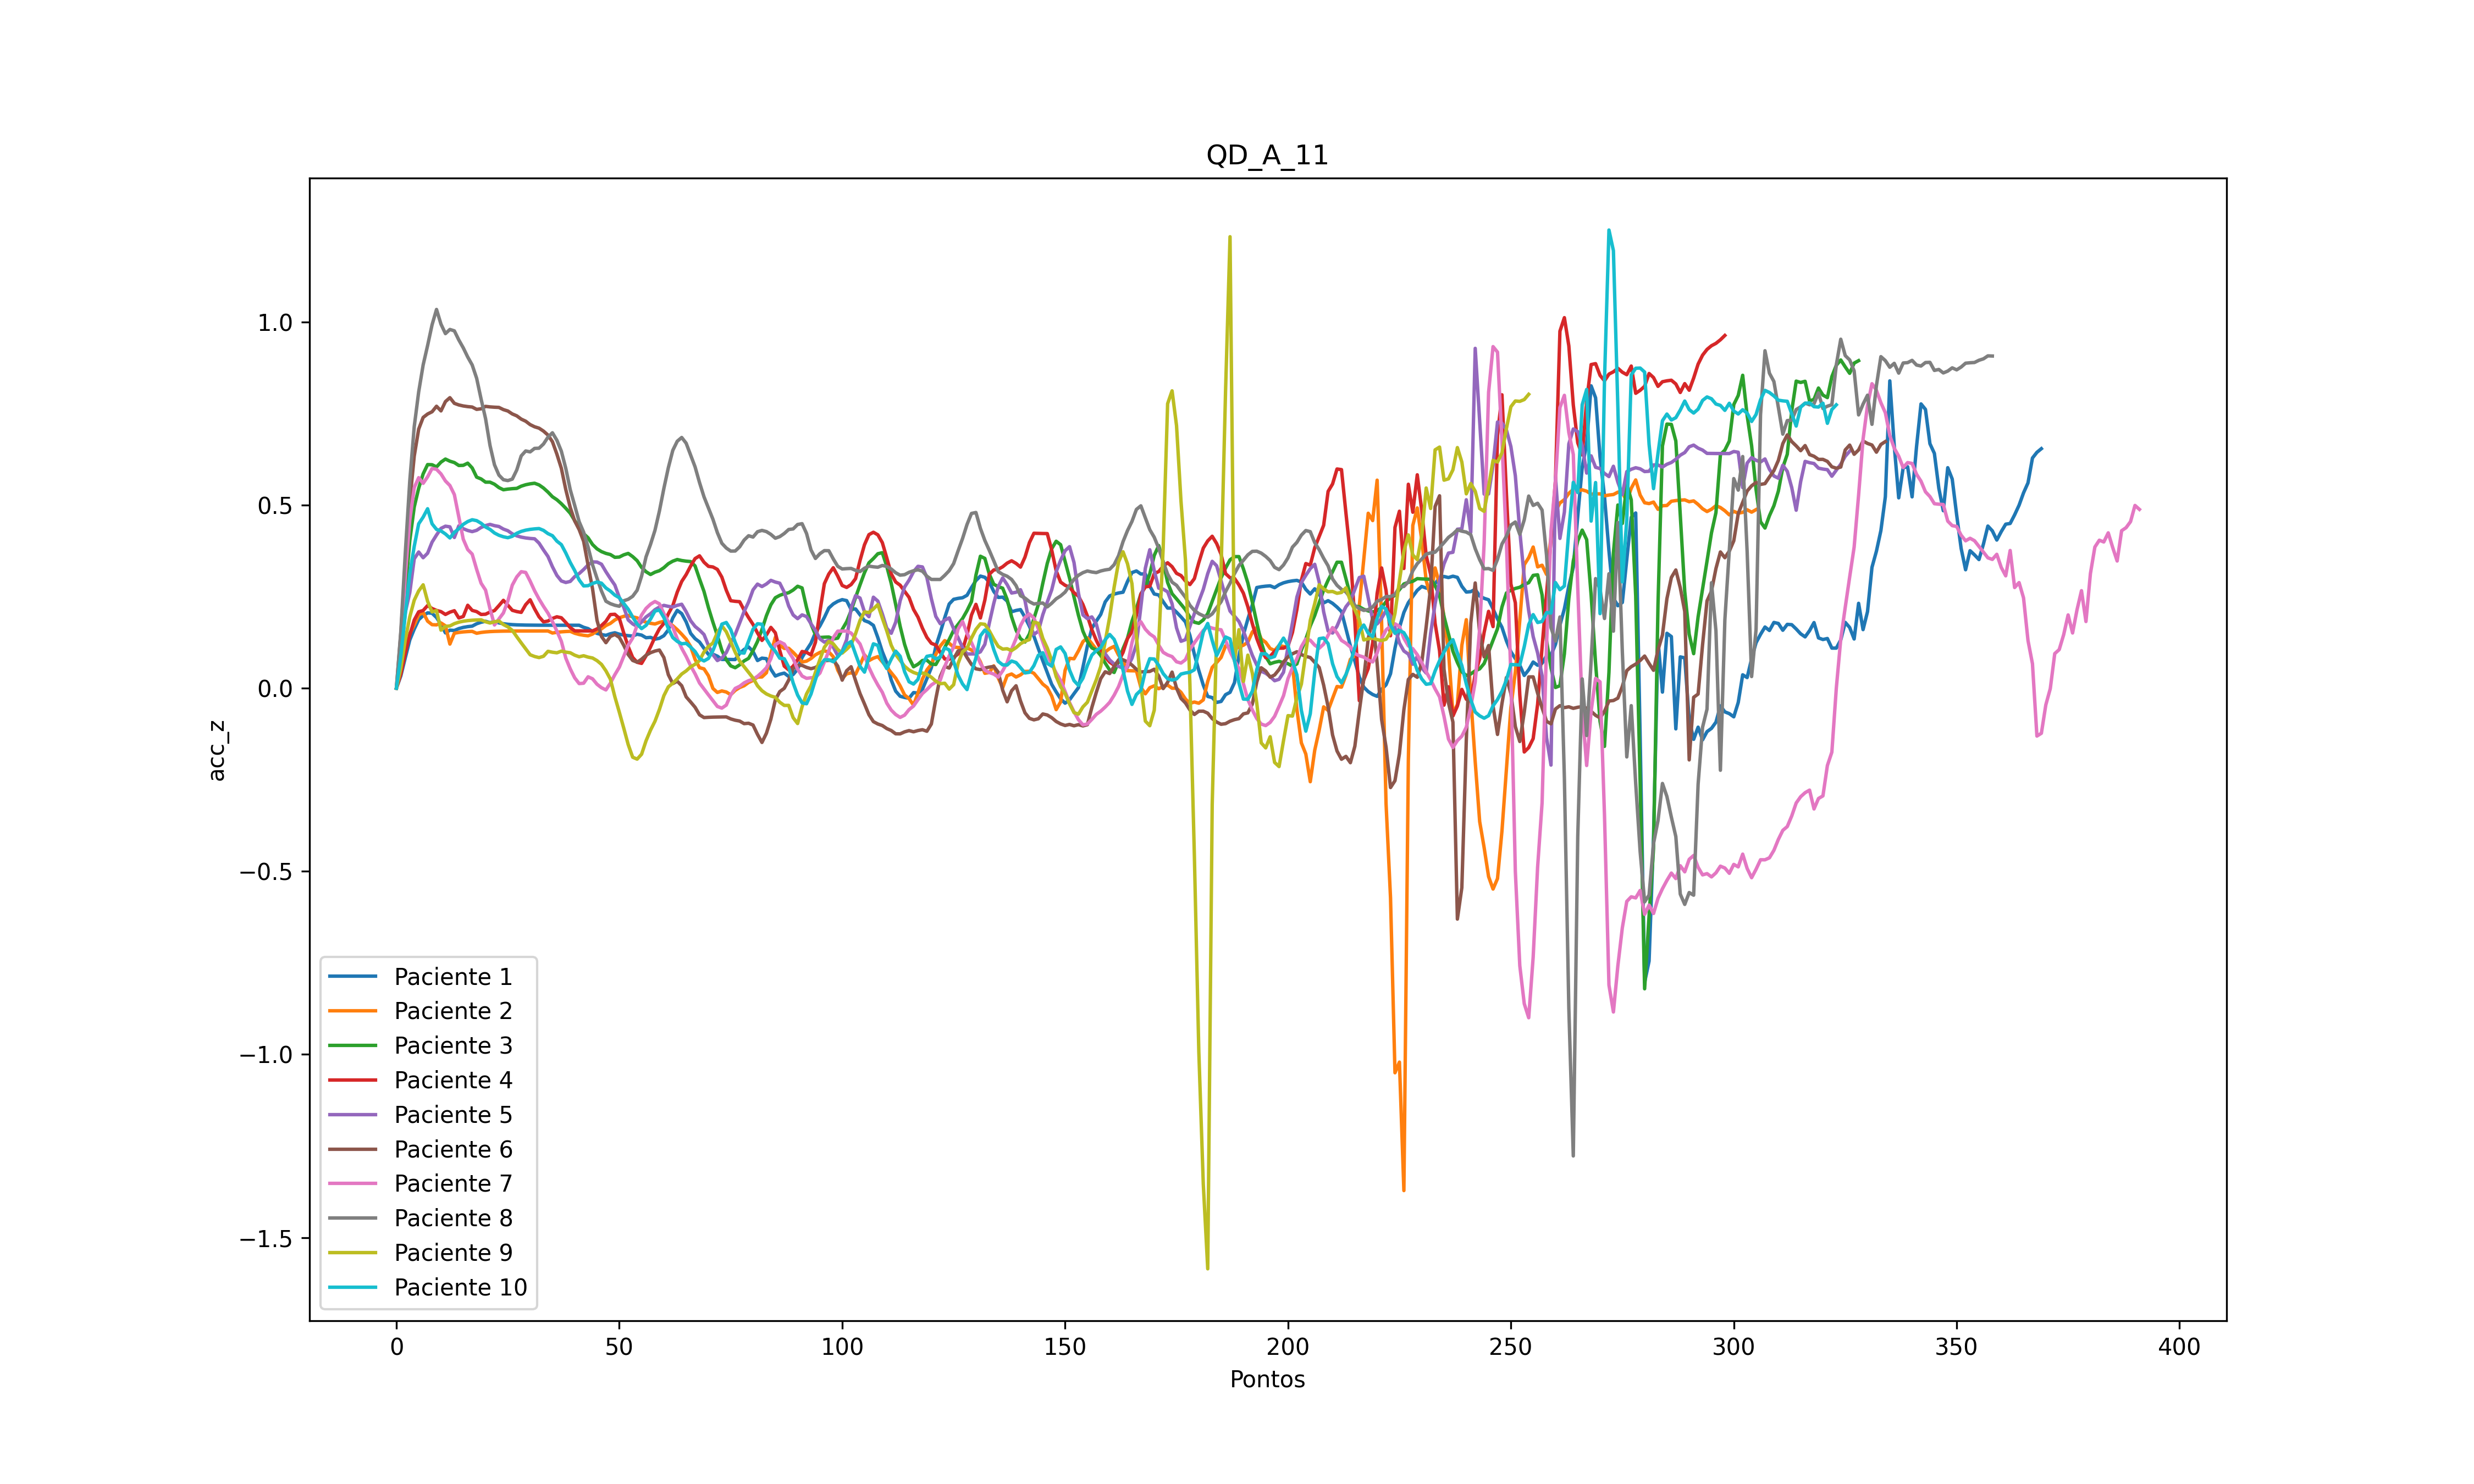 QD_A_11
acc_z
1.0
0.5
0.0
−0.5
−1.0
−1.5
Paciente 1
Paciente 2
Paciente 3
Paciente 4
Paciente 5
Paciente 6
Paciente 7
Paciente 8
Paciente 9
Paciente 10
0 50 100 150 200 250 300 350 400
Pontos